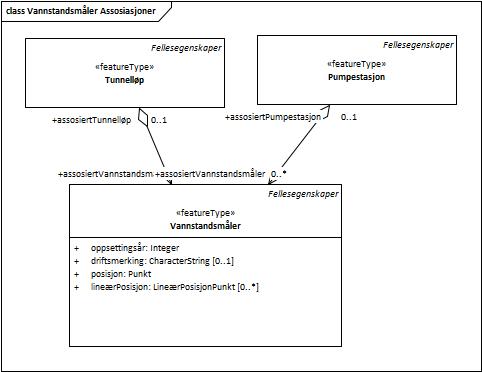 class Vannstandsmåler Assosiasjoner
Fellesegenskaper
«featureType»
Tunnelløp
Fellesegenskaper
«featureType»
Pumpestasjon
+assosiertTunnelløp 0..1
+assosiertPumpestasjon 0..1
+assosiertVannstandsm
+assosiertVannstandsmåler 0..*
Fellesegenskaper
«featureType»
Vannstandsmåler
+ oppsettingsår: Integer
+ driftsmerking: CharacterString [0..1]
+ posisjon: Punkt
+ lineærPosisjon: LineærPosisjonPunkt [0..*]